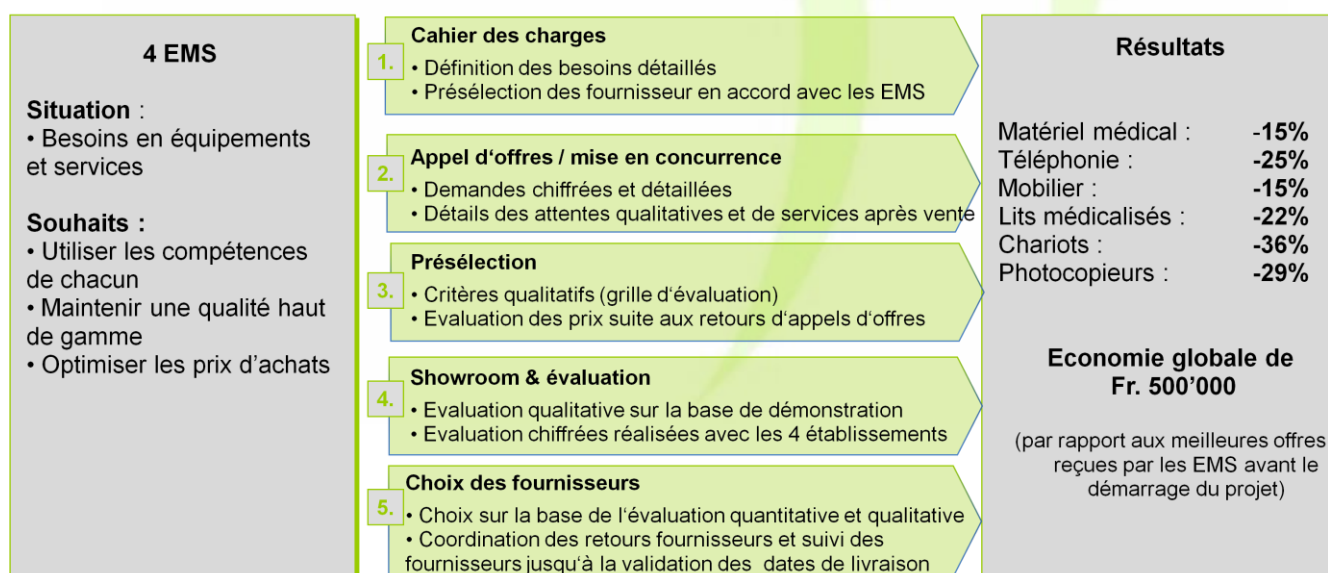 4 EMS
Situation :
• Besoins en équipements
et services
Souhaits :
• Utiliser les compétences
de chacun
• Maintenir une qualité haut
de gamme
• Optimiser les prix d'achats
1.
Cahier des charges
• Définition des besoins détaillés
• Présélection des fournisseur en accord avec les EMS
2.
Appel d'offres / mise en concurrence
• Demandes chiffrées et détaillées
• Détails des attentes qualitatives et de services après vente
3.
Présélection
• Critères qualitatifs (grille d'évaluation)
• Evaluation des prix suite aux retours d'appels d'offres
4.
Showroom & évaluation
• Evaluation qualitative sur la base de démonstration
• Evaluation chiffrées réalisées avec les 4 établissements
5.
Choix des fournisseurs
• Choix sur la base de l'évaluation quantitative et qualitative
• Coordination des retours fournisseurs et suivi des
fournisseurs jusqu'à la validation des dates de livraison
Résultats
Matériel médical : -15%
Téléphonie : -25%
Mobilier : -15%
Lits médicalisés : -22%
Chariots : -36%
Photocopieurs : -29%
Economie globale de
Fr. 500'000
(par rapport aux meilleures offres
reçues par les EMS avant le
démarrage du projet)